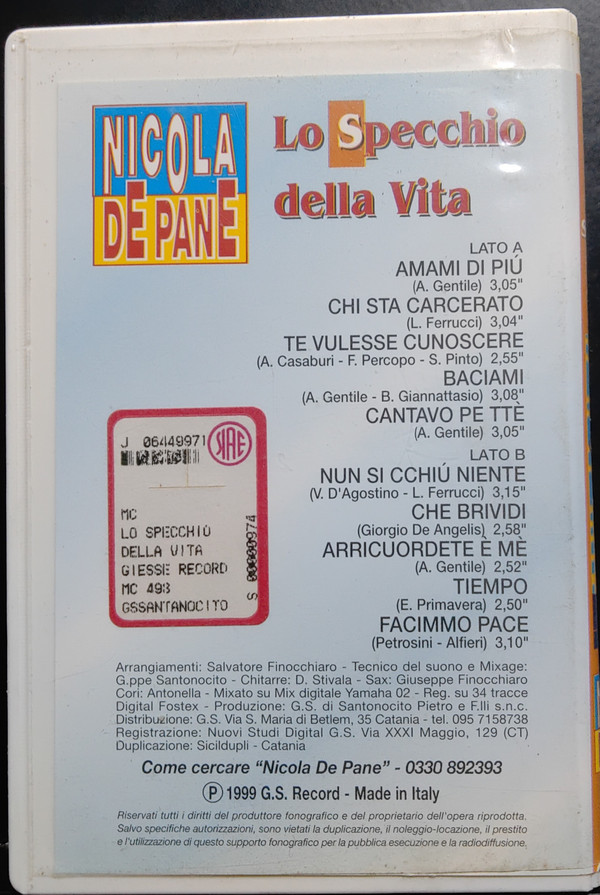 NICOLA
DE PANE
Lo Specchio
della Vita
LATO A
AMAMI DI PIÚ
(A. Gentile) 3,05"
CHI STA CARCERATO
(L. Ferrucci) 3,04"
TE VULESSE CUNOSCERE
(A. Casaburi - F. Percopo - S. Pinto) 2,55"
BACIAMI
(A. Gentile - B. Giannattasio) 3,08"
CANTAVO PE TTÈ
(A. Gentile) 3,05"
LATO B
NUN SI CCHIÚ NIENTE
(V. D'Agostino - L. Ferrucci) 3,15"
CHE BRIVIDI
(Giorgio De Angelis) 2,58"
ARRICUORDETE È MÈ
(A. Gentile) 2,52"
TIEMPO
(E. Primavera) 2,50"
FACIMMO PACE
(Petrosini - Alfieri) 3,10"
J 06449971
SIAE
MC
LO SPECCHIO
DELLA VITA
GIESSE RECORD
MC 498
GSSANTANOCITO
S 00000974
Arrangiamenti: Salvatore Finocchiaro - Tecnico del suono e Mixage:
G.ppe Santonocito - Chitarre: D. Stivala - Sax: Giuseppe Finocchiaro
Cori: Antonella - Mixato su Mix digitale Yamaha 02 - Reg. su 34 tracce
Digital Fostex - Produzione: G.S. di Santonocito Pietro e F.lli s.n.c.
Distribuzione: G.S. Via S. Maria di Betlem, 35 Catania - tel. 095 7158738
Registrazione: Nuovi Studi Digital G.S. Via XXXI Maggio, 129 (CT)
Duplicazione: Sicildupli - Catania
Come cercare "Nicola De Pane" - 0330 892393
Ⓟ 1999 G.S. Record - Made in Italy
Riservati tutti i diritti del produttore fonografico e del proprietario dell'opera riprodotta.
Salvo specifiche autorizzazioni, sono vietati la duplicazione, il noleggio-locazione, il prestito
e l'utilizzazione di questo supporto fonografico per la pubblica esecuzione e la radiodiffusione.